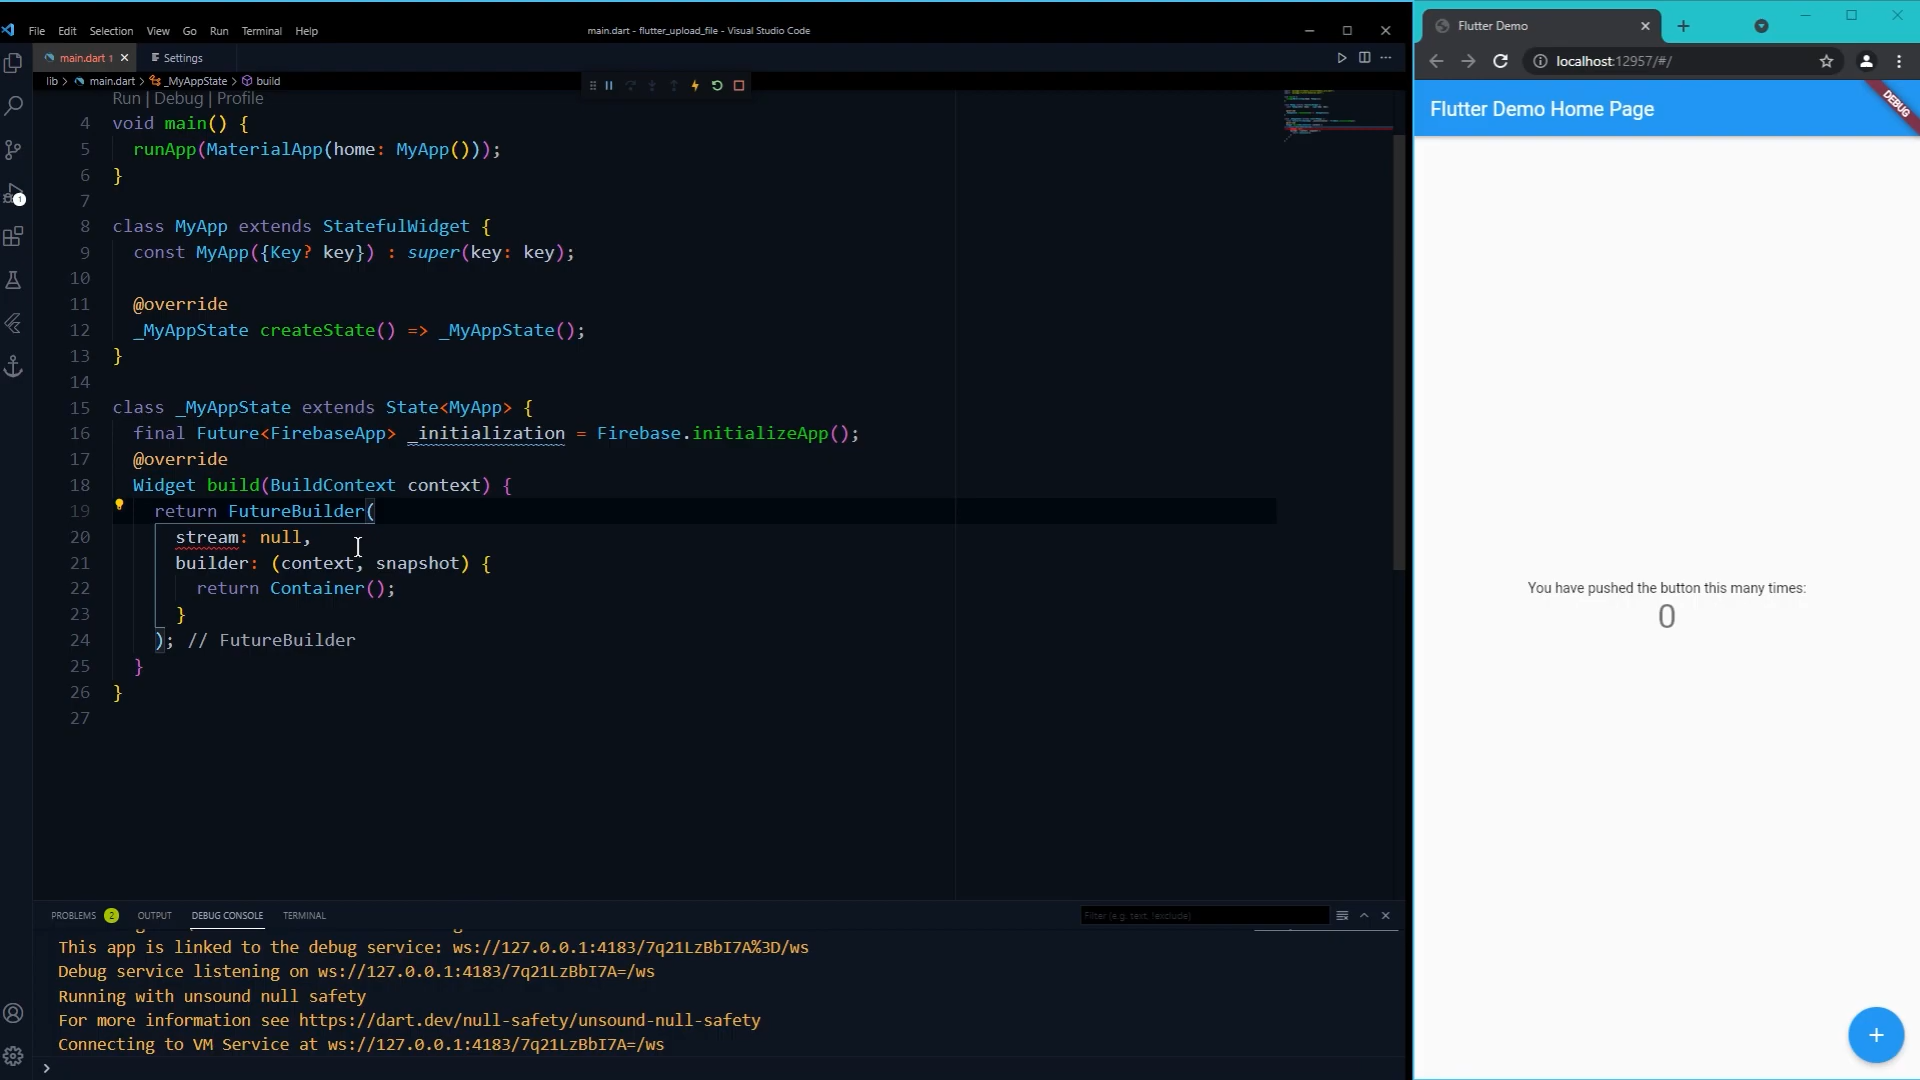 File Edit Selection View Go Run Terminal Help
main.dart - flutter_upload_file - Visual Studio Code
main.dart 1
Settings
lib > main.dart > _MyAppState > build
Run | Debug | Profile
4 void main() {
5 runApp(MaterialApp(home: MyApp()));
6 }
7
8 class MyApp extends StatefulWidget {
9 const MyApp({Key? key}) : super(key: key);
10
11 @override
12 _MyAppState createState() => _MyAppState();
13 }
14
15 class _MyAppState extends State<MyApp> {
16 final Future<FirebaseApp> _initialization = Firebase.initializeApp();
17 @override
18 Widget build(BuildContext context) {
19 return FutureBuilder(
20 stream: null,
21 builder: (context, snapshot) {
22 return Container();
23 }
24 ); // FutureBuilder
25 }
26 }
27
1
PROBLEMS 2 OUTPUT DEBUG CONSOLE TERMINAL
Filter (e.g. text, !exclude)
This app is linked to the debug service: ws://127.0.0.1:4183/7q21LzBbI7A%3D/ws
Debug service listening on ws://127.0.0.1:4183/7q21LzBbI7A=/ws
Running with unsound null safety
For more information see https://dart.dev/null-safety/unsound-null-safety
Connecting to VM Service at ws://127.0.0.1:4183/7q21LzBbI7A=/ws
>
Flutter Demo
localhost:12957/#/
Flutter Demo Home Page
DEBUG
You have pushed the button this many times:
0
+